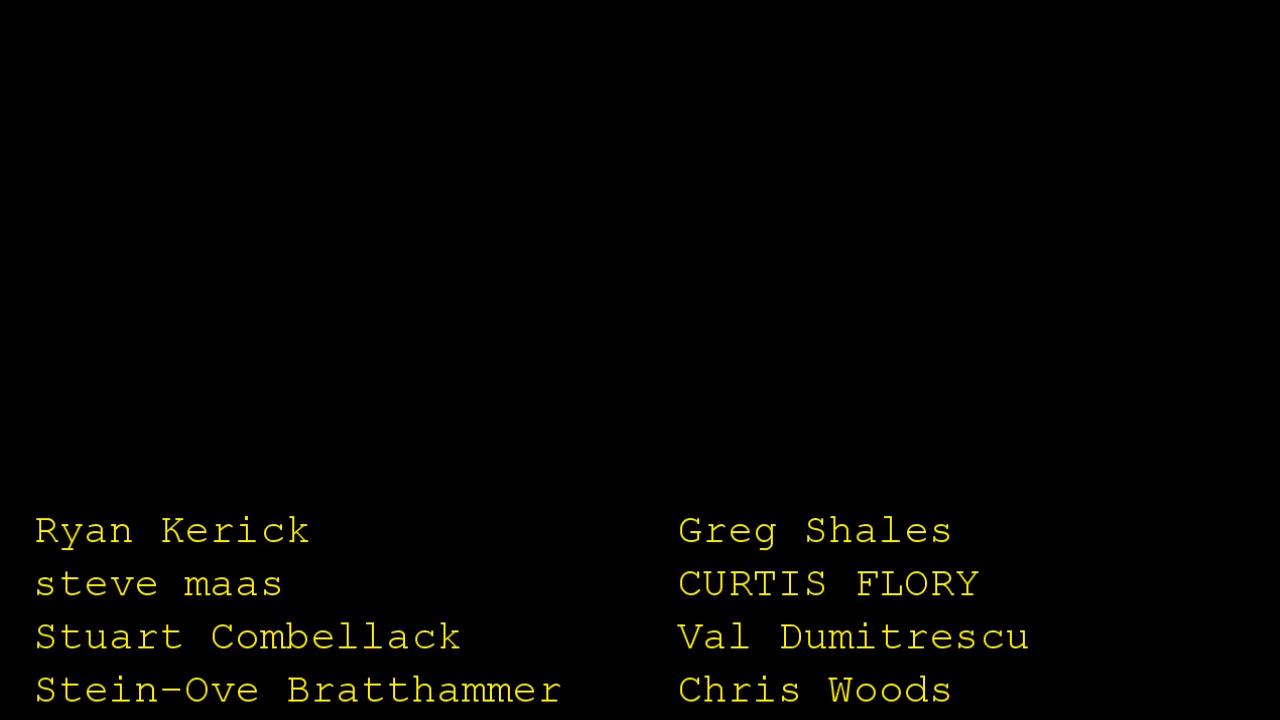 Ryan Kerick
steve maas
Stuart Combellack
Stein-Ove Bratthammer
Greg Shales
CURTIS FLORY
Val Dumitrescu
Chris Woods